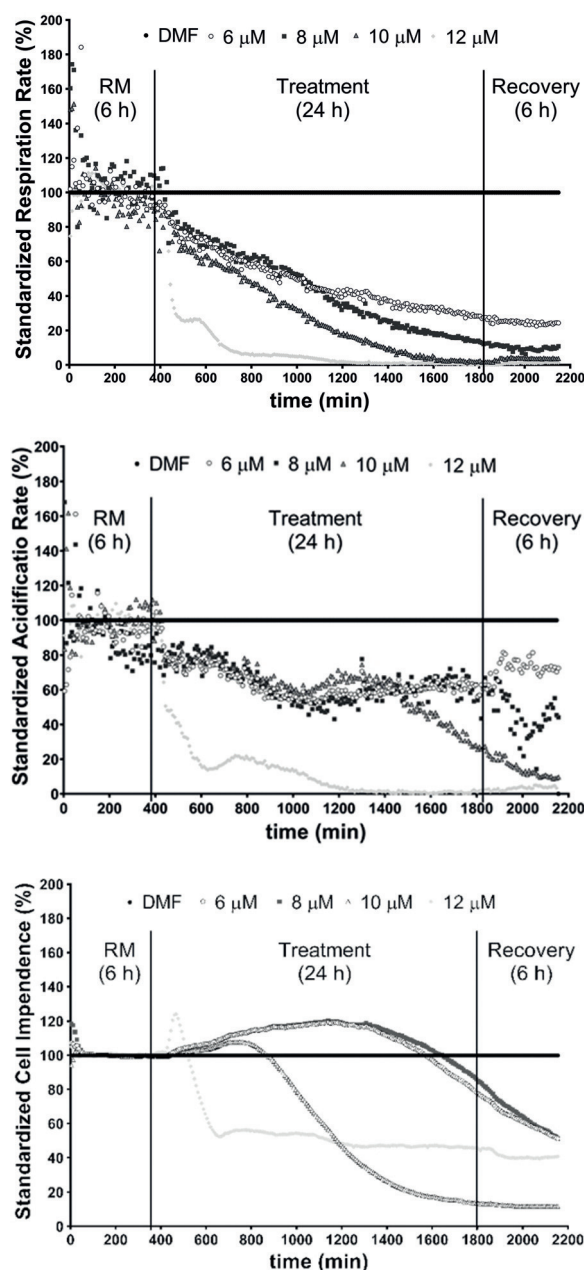 • DMF ○ 6 µM ■ 8 µM ▲ 10 µM • 12 µM
200
180
160
140
120
100
80
60
40
20
0
RM
(6 h)
Treatment
(24 h)
Recovery
(6 h)
Standardized Respiration Rate (%)
0 200 400 600 800 1000 1200 1400 1600 1800 2000 2200
time (min)
• DMF ○ 6 µM ■ 8 µM ▲ 10 µM • 12 µM
200
180
160
140
120
100
80
60
40
20
0
RM
(6 h)
Treatment
(24 h)
Recovery
(6 h)
Standardized Acidificatio Rate (%)
0 200 400 600 800 1000 1200 1400 1600 1800 2000 2200
time (min)
• DMF ○ 6 µM ■ 8 µM △ 10 µM • 12 µM
200
180
160
140
120
100
80
60
40
20
0
RM
(6 h)
Treatment
(24 h)
Recovery
(6 h)
Standardized Cell Impendence (%)
0 200 400 600 800 1000 1200 1400 1600 1800 2000 2200
time (min)